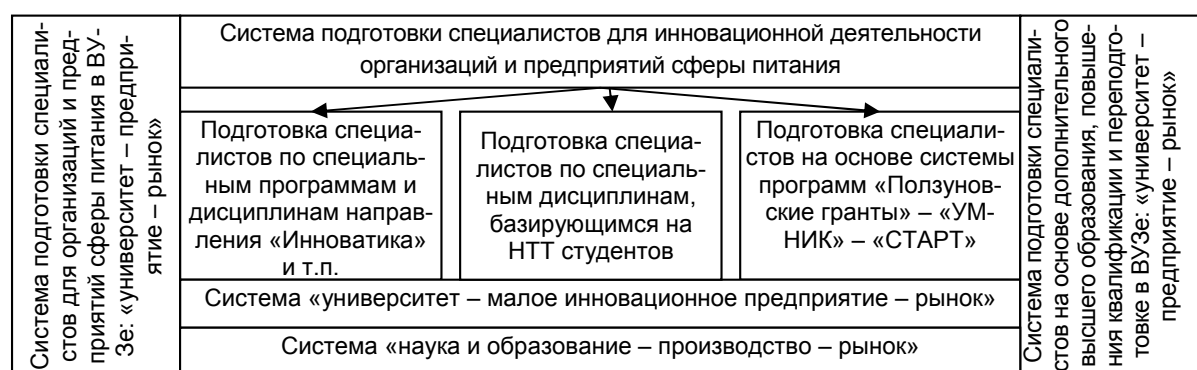 Система подготовки специали-
стов для организаций и пред-
приятий сферы питания в ВУ-
Зе: «университет – предпри-
ятие – рынок»
Система подготовки специалистов для инновационной деятельности
организаций и предприятий сферы питания
Подготовка специа-
листов по специаль-
ным программам и
дисциплинам направ-
ления «Инноватика»
и т.п.
Подготовка специа-
листов по специаль-
ным дисциплинам,
базирующимся на
НТТ студентов
Подготовка специали-
стов на основе системы
программ «Ползунов-
ские гранты» – «УМ-
НИК» – «СТАРТ»
Система «университет – малое инновационное предприятие – рынок»
Система «наука и образование – производство – рынок»
Система подготовки специали-
стов на основе дополнительного
высшего образования, повыше-
ния квалификации и переподго-
товке в ВУЗе: «университет –
предприятие – рынок»